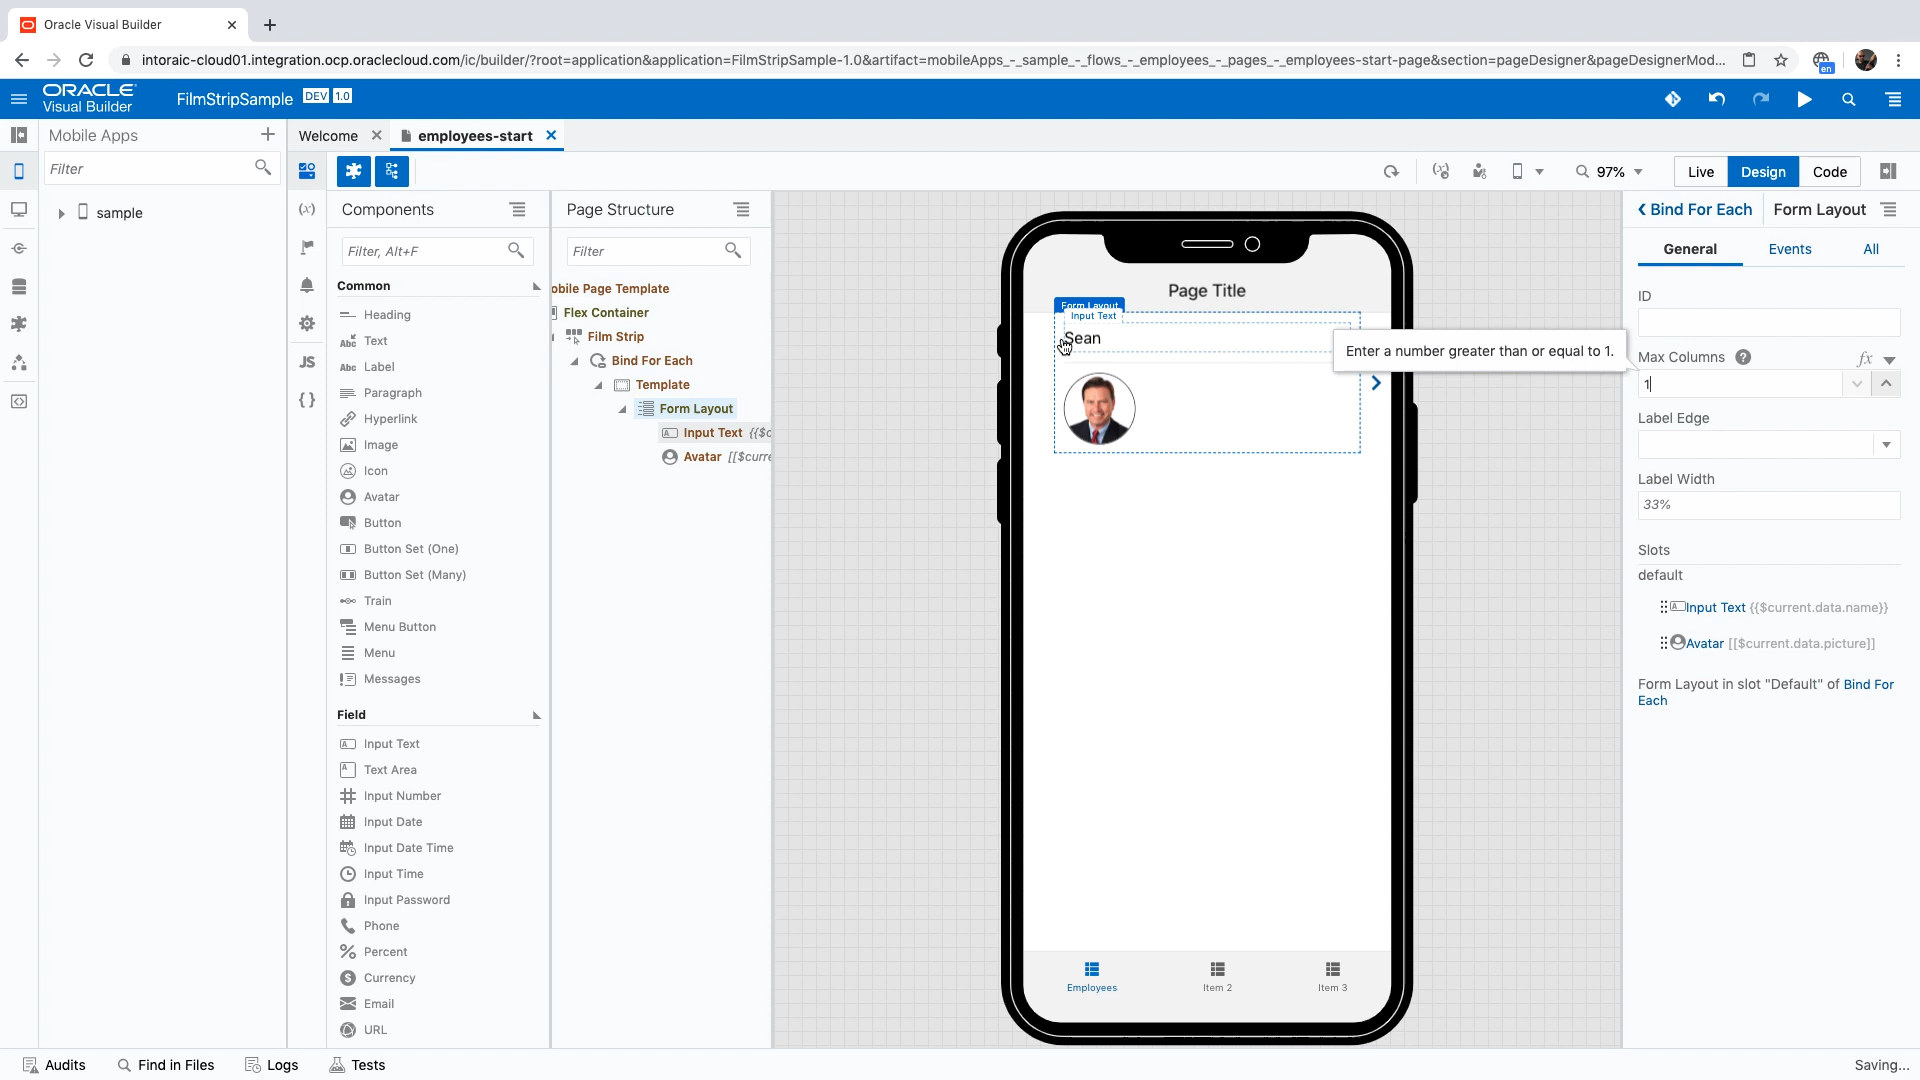 Oracle Visual Builder
intoraic-cloud01.integration.ocp.oraclecloud.com/ic/builder/?root=application&application=FilmStripSample-1.0&artifact=mobileApps_-_sample_-_flows_-_employees_-_pages_-_employees-start-page&section=pageDesigner&pageDesignerMod...
en
ORACLE
Visual Builder
FilmStripSample DEV 1.0
Mobile Apps
Welcome
employees-start
Filter
97%
Live
Design
Code
sample
(x)
JS
{ }
Components
Filter, Alt+F
Common
Heading
Abc Text
Abc Label
Paragraph
Hyperlink
Image
Icon
Avatar
Button
Button Set (One)
Button Set (Many)
Train
Menu Button
Menu
Messages
Field
Input Text
Text Area
Input Number
Input Date
Input Date Time
Input Time
Input Password
Phone
Percent
Currency
Email
URL
Page Structure
Filter
obile Page Template
Flex Container
Film Strip
Bind For Each
Template
Form Layout
Input Text {{$c
Avatar [[$curre
Page Title
Form Layout
Input Text
Sean
Employees
Item 2
Item 3
Enter a number greater than or equal to 1.
Bind For Each
Form Layout
General
Events
All
ID
Max Columns
fx
1
Label Edge
Label Width
33%
Slots
default
Input Text {{$current.data.name}}
Avatar [[$current.data.picture]]
Form Layout in slot "Default" of Bind For
Each
Audits
Find in Files
Logs
Tests
Saving...